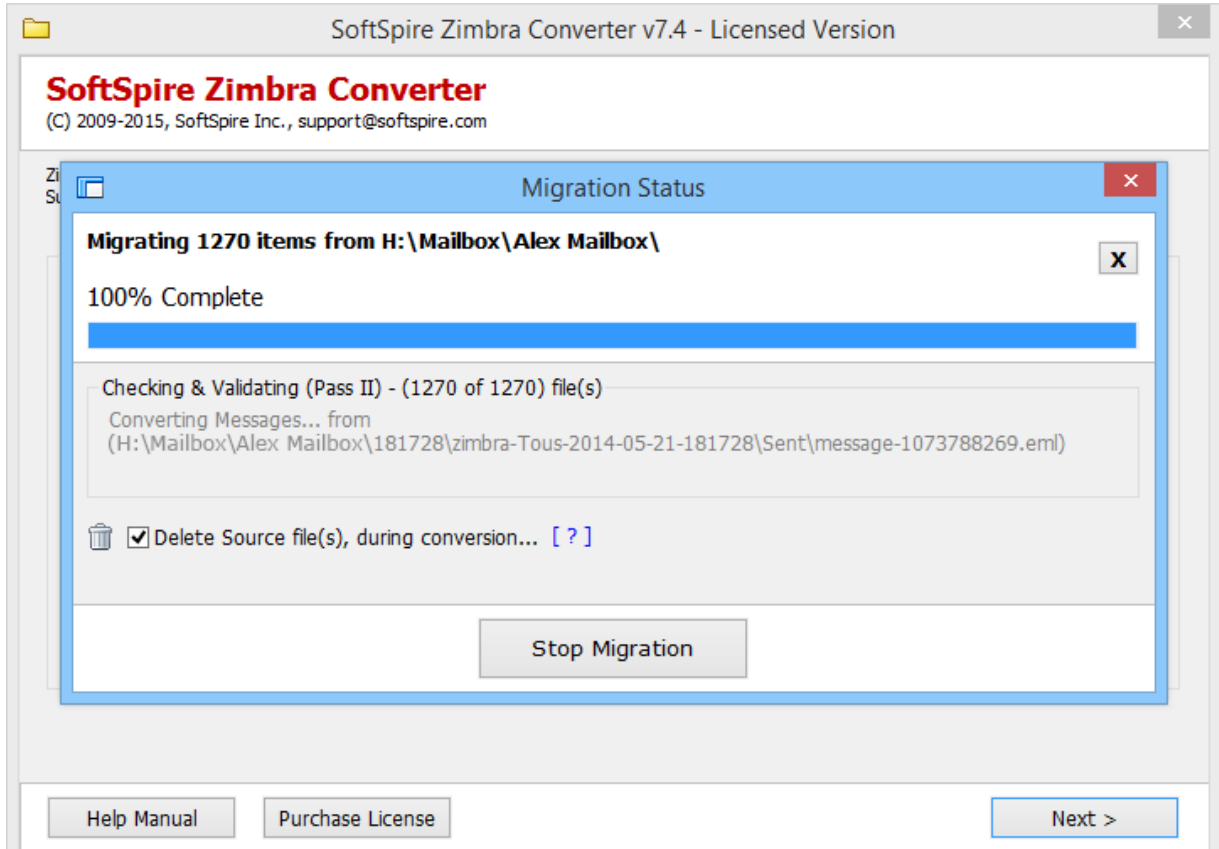 SoftSpire Zimbra Converter v7.4 - Licensed Version
SoftSpire Zimbra Converter
(C) 2009-2015, SoftSpire Inc., support@softspire.com
Migration Status
Migrating 1270 items from H:\Mailbox\Alex Mailbox\
X
100% Complete
Checking & Validating (Pass II) - (1270 of 1270) file(s)
Converting Messages... from
(H:\Mailbox\Alex Mailbox\181728\zimbra-Tous-2014-05-21-181728\Sent\message-1073788269.eml)
Delete Source file(s), during conversion... [ ? ]
Stop Migration
Help Manual Purchase License Next >